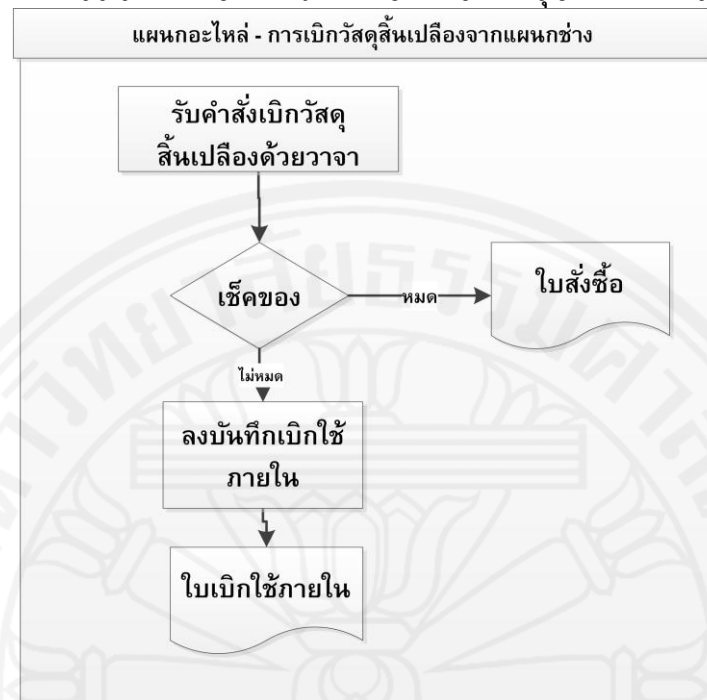 แผนกอะไหล่ - การเบิกวัสดุสิ้นเปลืองจากแผนกช่าง
รับคำสั่งเบิกวัสดุ
สิ้นเปลืองด้วยวาจา
เช็คของ
หมด
ใบสั่งซื้อ
ไม่หมด
ลงบันทึกเบิกใช้
ภายใน
ใบเบิกใช้ภายใน